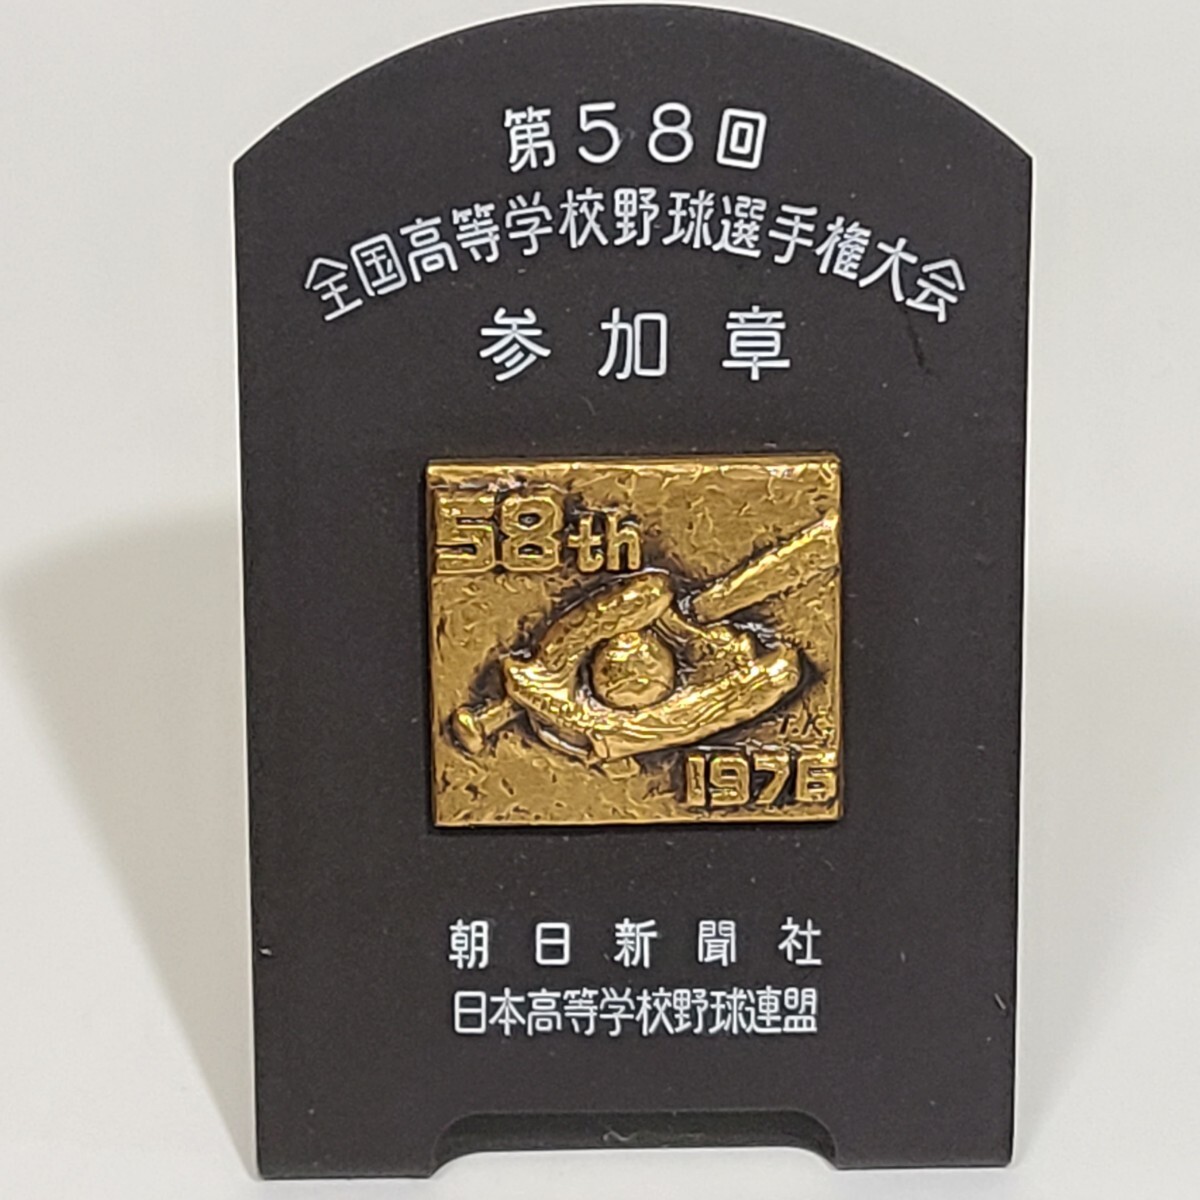 第58回
全国高等学校野球選手権大会
参加章
58th
T.K.
1976
朝日新聞社
日本高等学校野球連盟